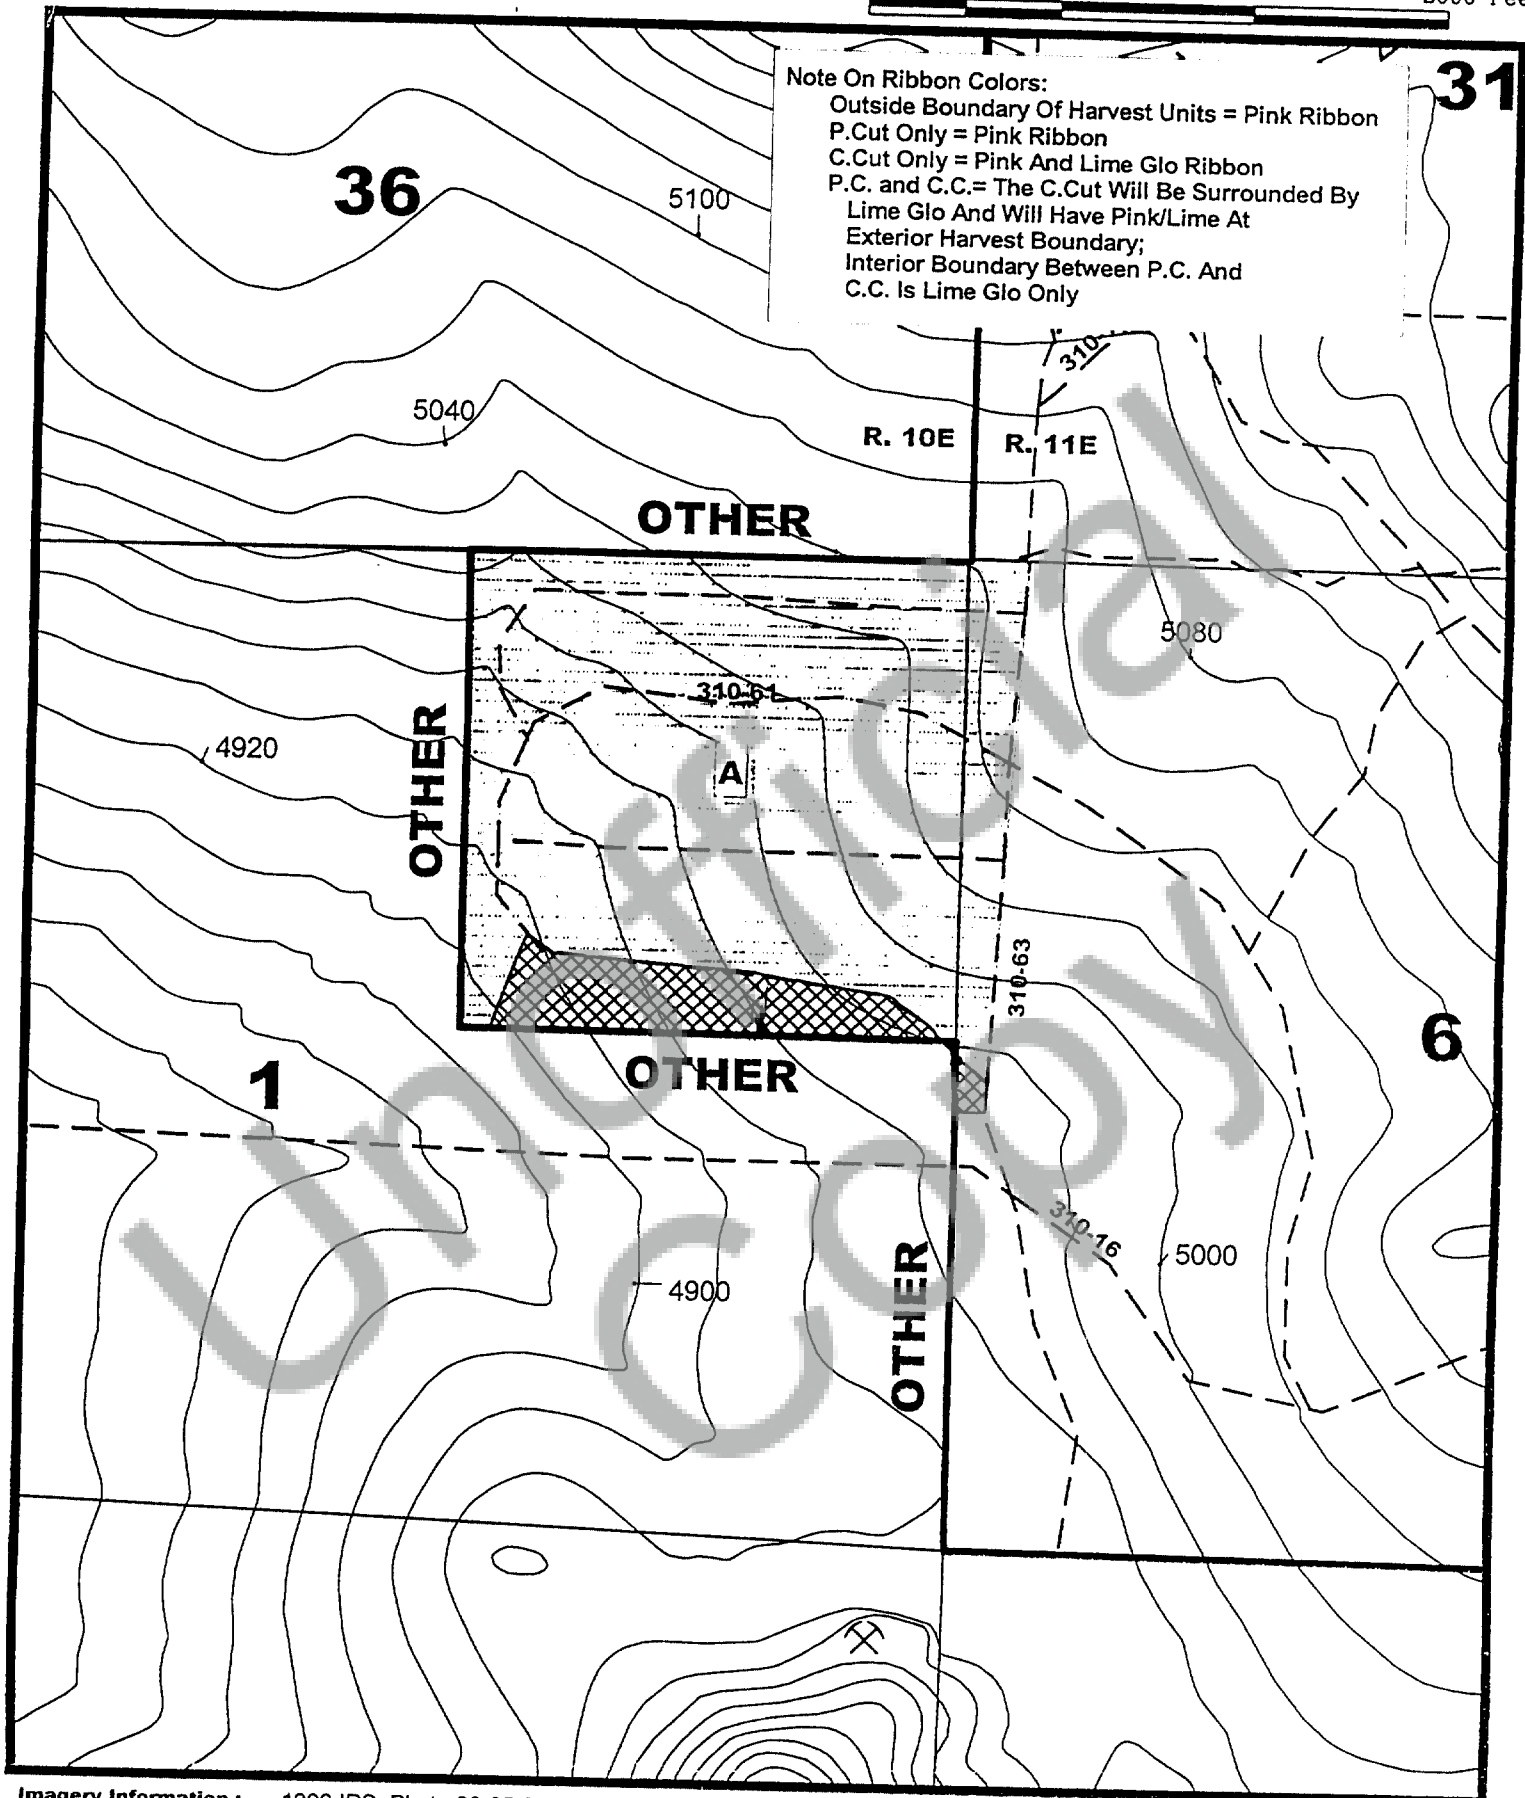 31
Note On Ribbon Colors:
Outside Boundary Of Harvest Units = Pink Ribbon
P.Cut Only = Pink Ribbon
C.Cut Only = Pink And Lime Glo Ribbon
P.C. and C.C.= The C.Cut Will Be Surrounded By
Lime Glo And Will Have Pink/Lime At
Exterior Harvest Boundary;
Interior Boundary Between P.C. And
C.C. Is Lime Glo Only
36
5100
5040
R. 10E
R. 11E
OTHER
5080
310-61
4920
OTHER
A
310-63
6
1
OTHER
310-16
5000
4900
OTHER
Unofficial
Copy
Imagery Information :